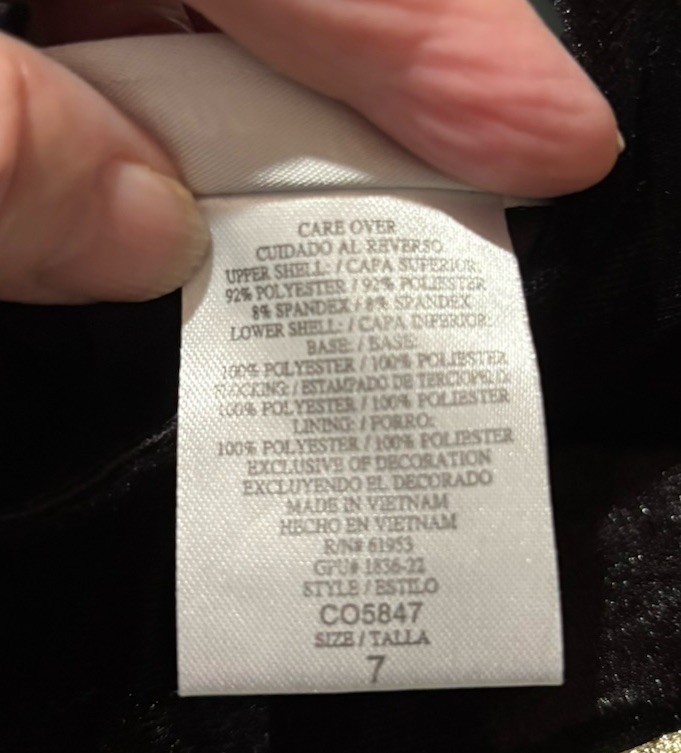 CARE OVER
CUIDADO AL REVERSO
UPPER SHELL: / CAPA SUPERIOR:
92% POLYESTER / 92% POLIESTER
8% SPANDEX / 8% SPANDEX
LOWER SHELL: / CAPA INFERIOR:
BASE: / BASE:
100% POLYESTER / 100% POLIESTER
FLOCKING: / ESTAMPADO DE TERCIOPELO:
100% POLYESTER / 100% POLIESTER
LINING: / FORRO:
100% POLYESTER / 100% POLIESTER
EXCLUSIVE OF DECORATION
EXCLUYENDO EL DECORADO
MADE IN VIETNAM
HECHO EN VIETNAM
R/N# 61953
GPU# 1836-22
STYLE / ESTILO
CO5847
SIZE / TALLA
7